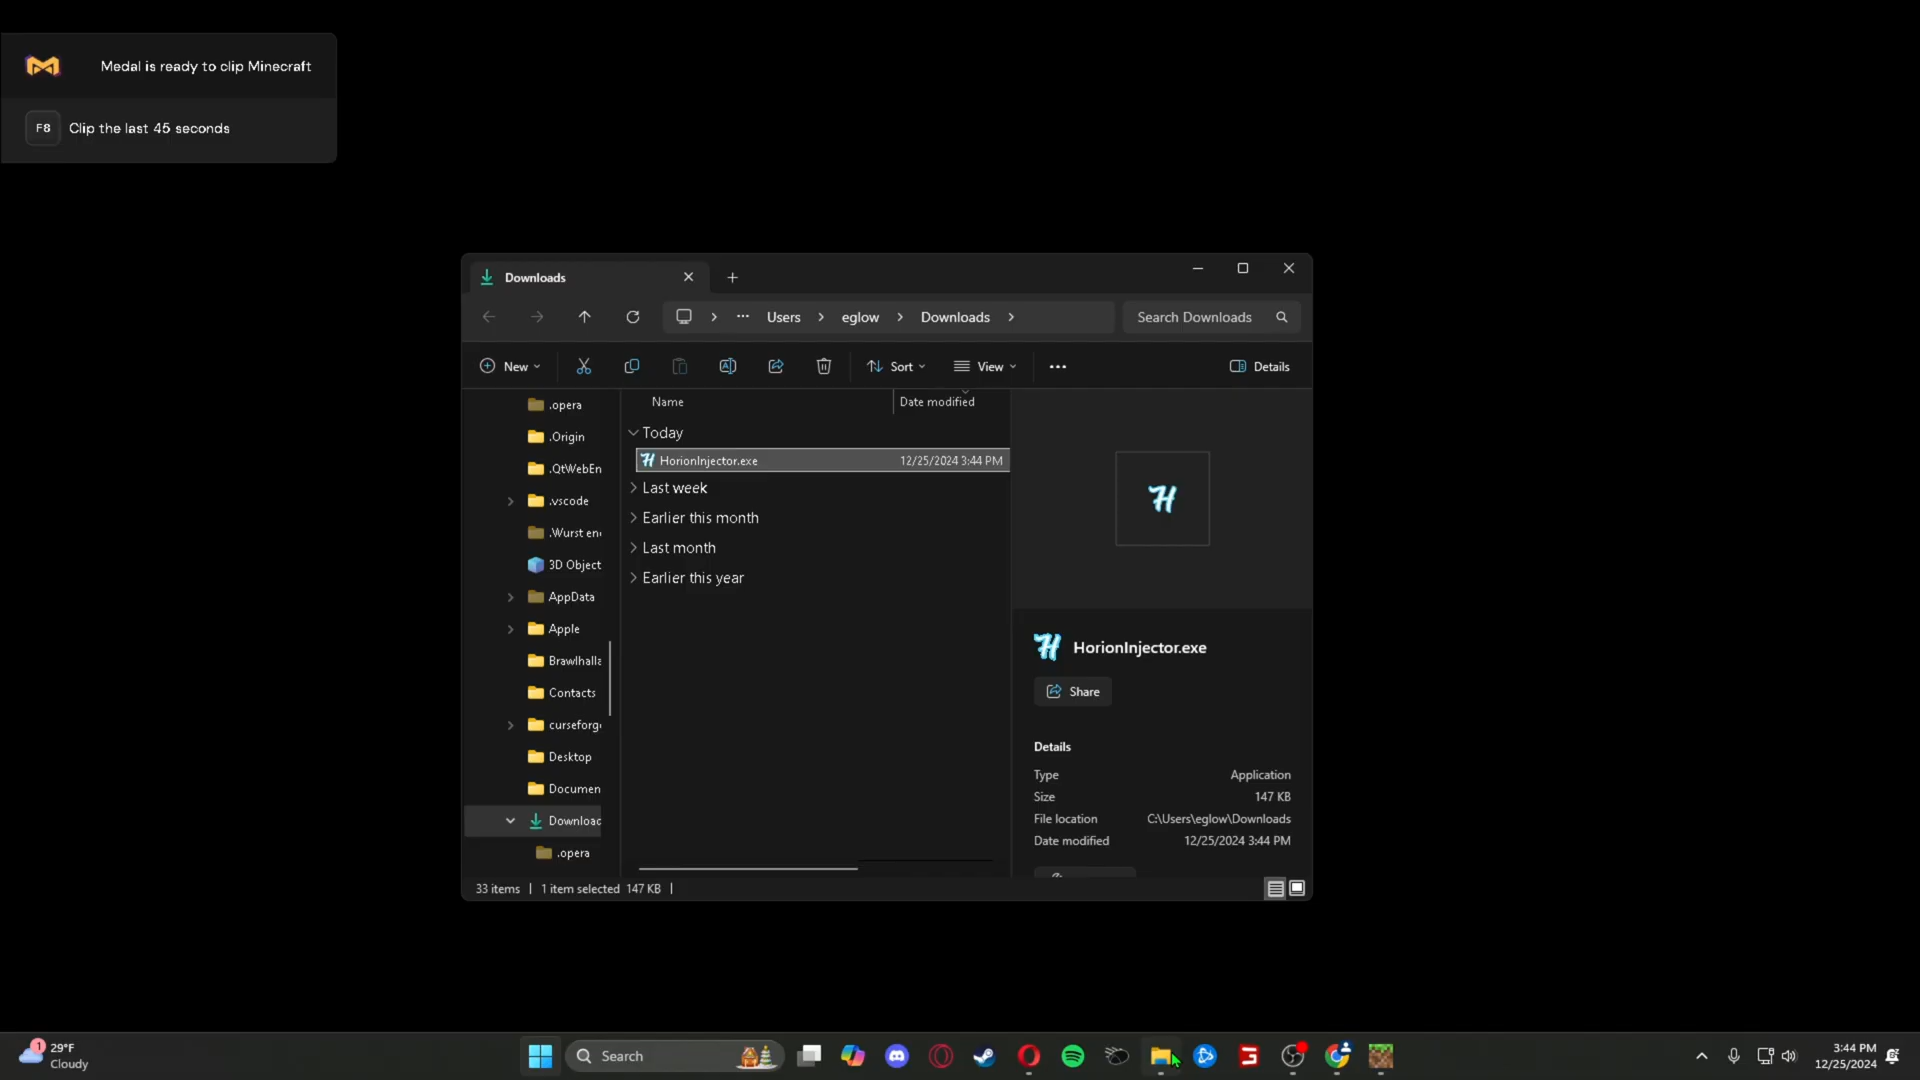 Medal is ready to clip Minecraft
F8 Clip the last 45 seconds
Downloads
Users eglow Downloads
Search Downloads
New
Sort
View
Details
Name
Date modified
.opera
.Origin
.QtWebEn
.vscode
.Wurst en
3D Object
AppData
Apple
Brawlhalla
Contacts
curseforg
Desktop
Documen
Downloac
.opera
Today
HorionInjector.exe 12/25/2024 3:44 PM
Last week
Earlier this month
Last month
Earlier this year
HorionInjector.exe
Share
Details
Type Application
Size 147 KB
File location C:\Users\eglow\Downloads
Date modified 12/25/2024 3:44 PM
33 items 1 item selected 147 KB
1
29°F
Cloudy
Search
3:44 PM
12/25/2024